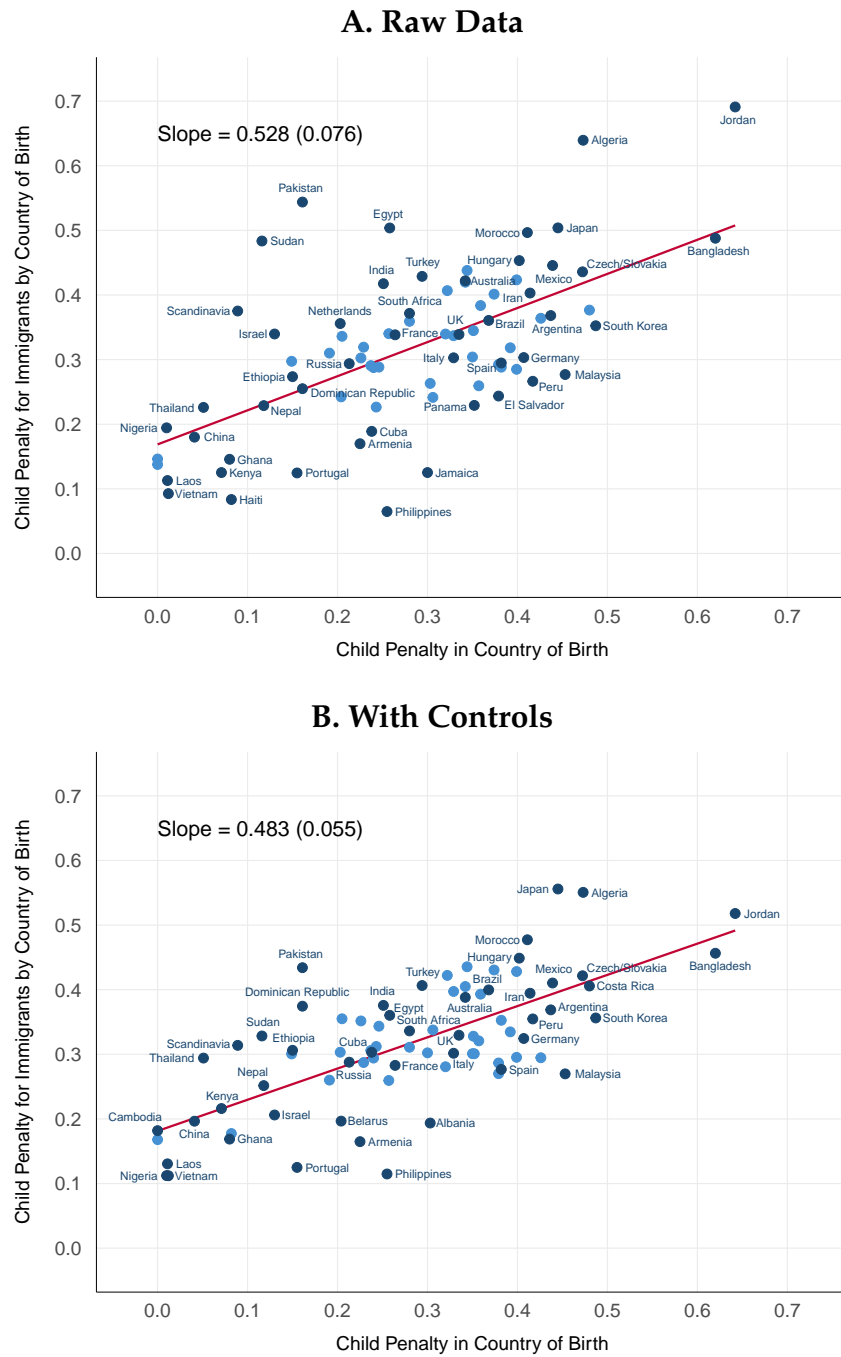 A. Raw Data
Child Penalty for Immigrants by Country of Birth
0.7
0.6
0.5
0.4
0.3
0.2
0.1
0.0
Slope = 0.528 (0.076)
Jordan
Algeria
Pakistan
Egypt
Sudan
Morocco
Japan
Bangladesh
Hungary
Turkey
Czech/Slovakia
India
Australia
Mexico
Iran
South Africa
Scandinavia
Netherlands
UK
Brazil
Argentina
South Korea
Israel
France
Russia
Italy
Germany
Spain
Ethiopia
Malaysia
Dominican Republic
Peru
Thailand
Nepal
Panama
El Salvador
Nigeria
China
Cuba
Armenia
Ghana
Kenya
Portugal
Jamaica
Laos
Vietnam
Haiti
Philippines
0.0 0.1 0.2 0.3 0.4 0.5 0.6 0.7
Child Penalty in Country of Birth
B. With Controls
Child Penalty for Immigrants by Country of Birth
0.7
0.6
0.5
0.4
0.3
0.2
0.1
0.0
Slope = 0.483 (0.055)
Japan
Algeria
Jordan
Morocco
Pakistan
Hungary
Bangladesh
Turkey
Mexico
Czech/Slovakia
Brazil
Costa Rica
Dominican Republic
India
Iran
Egypt
Australia
Argentina
South Africa
Peru
South Korea
Sudan
Scandinavia
Ethiopia
Cuba
UK
Germany
Thailand
Russia
France
Italy
Spain
Malaysia
Nepal
Kenya
Cambodia
China
Israel
Belarus
Albania
Ghana
Armenia
Laos
Nigeria
Vietnam
Portugal
Philippines
0.0 0.1 0.2 0.3 0.4 0.5 0.6 0.7
Child Penalty in Country of Birth